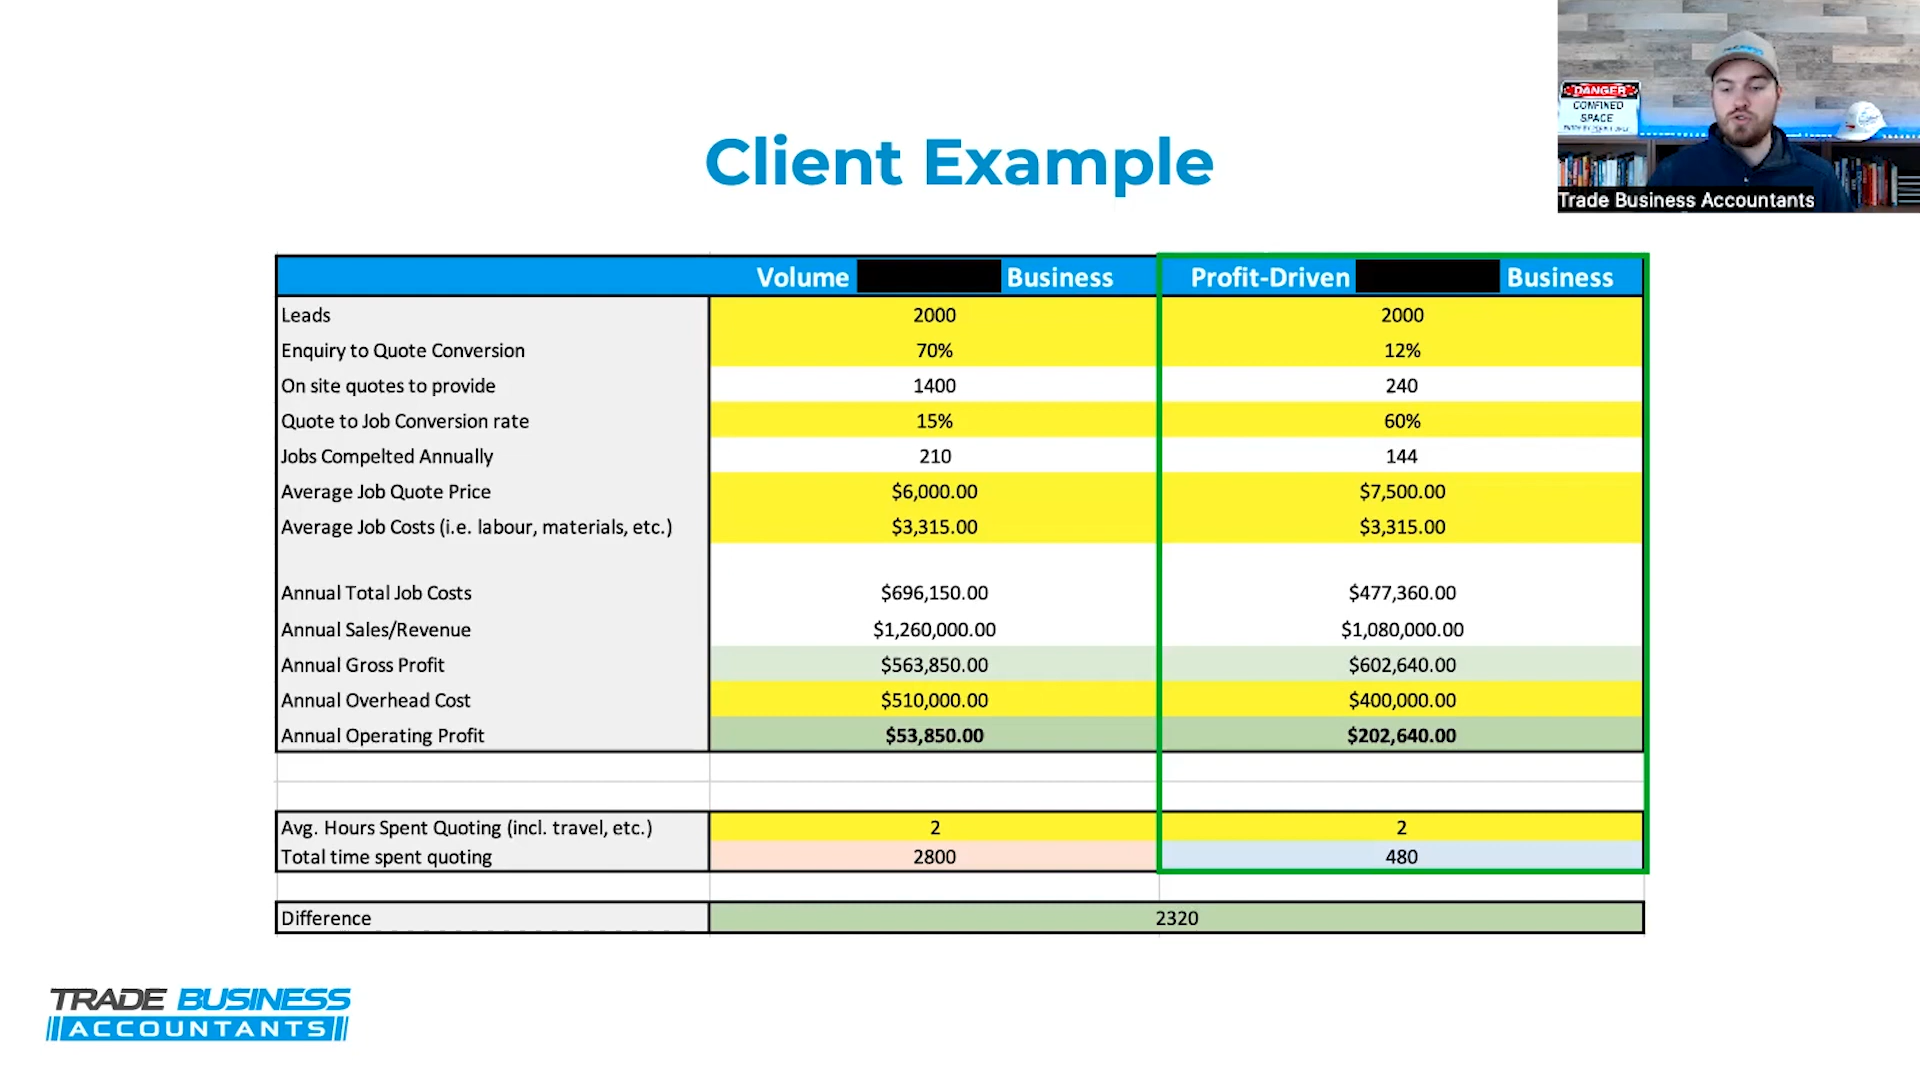 Client Example
DANGER
CONFINED
SPACE
Trade Business Accountants
Volume Business Profit-Driven Business
Leads 2000 2000
Enquiry to Quote Conversion 70% 12%
On site quotes to provide 1400 240
Quote to Job Conversion rate 15% 60%
Jobs Compelted Annually 210 144
Average Job Quote Price $6,000.00 $7,500.00
Average Job Costs (i.e. labour, materials, etc.) $3,315.00 $3,315.00
Annual Total Job Costs $696,150.00 $477,360.00
Annual Sales/Revenue $1,260,000.00 $1,080,000.00
Annual Gross Profit $563,850.00 $602,640.00
Annual Overhead Cost $510,000.00 $400,000.00
Annual Operating Profit $53,850.00 $202,640.00
Avg. Hours Spent Quoting (incl. travel, etc.) 2 2
Total time spent quoting 2800 480
Difference 2320
TRADE BUSINESS
ACCOUNTANTS